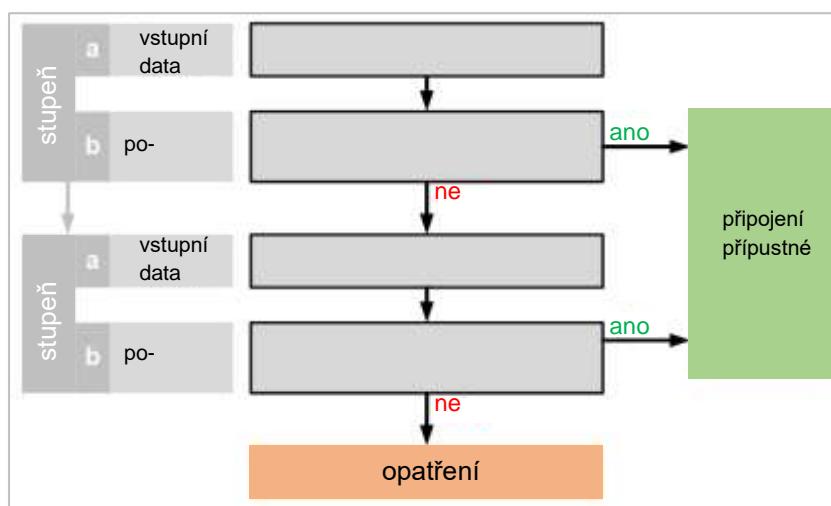 stupeň
a
vstupní
data
b
po-
ano
ne
připojení
přípustné
stupeň
a
vstupní
data
b
po-
ano
ne
opatření